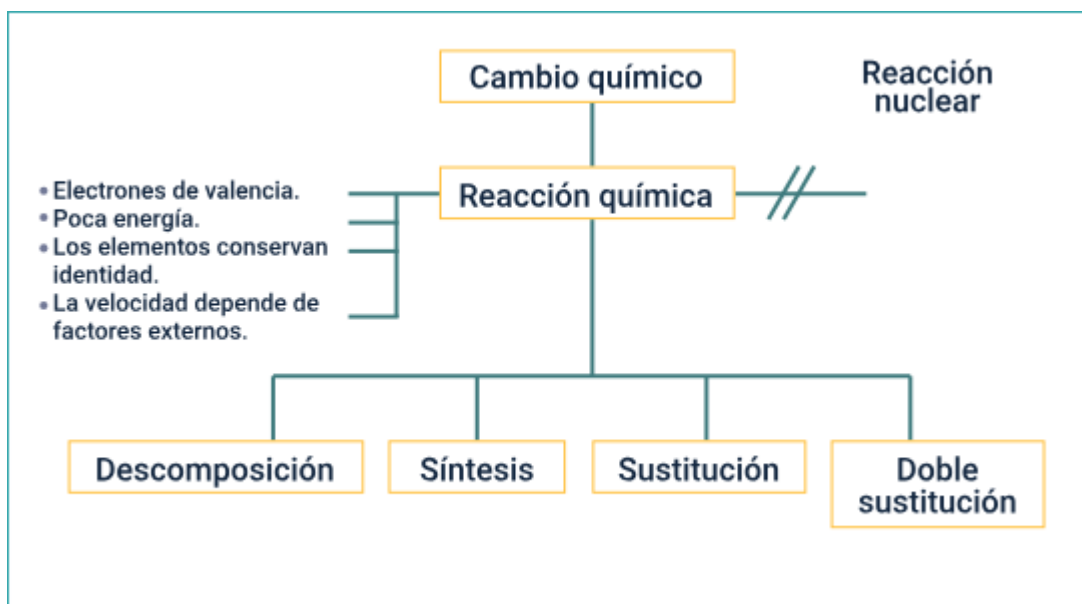 Cambio químico
Reacción
nuclear
Reacción química
• Electrones de valencia.
• Poca energía.
• Los elementos conservan
identidad.
• La velocidad depende de
factores externos.
Descomposición
Síntesis
Sustitución
Doble
sustitución